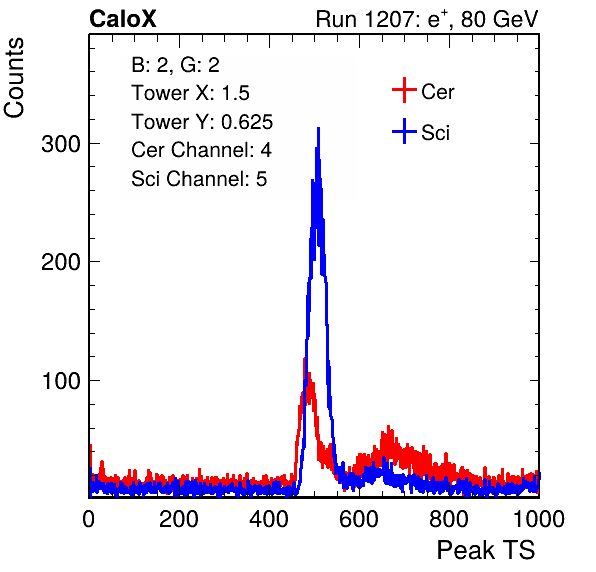 CaloX Run 1207: e⁺, 80 GeV
Counts
B: 2, G: 2
Tower X: 1.5
Tower Y: 0.625
Cer Channel: 4
Sci Channel: 5
Cer
Sci
300
200
100
0 200 400 600 800 1000
Peak TS